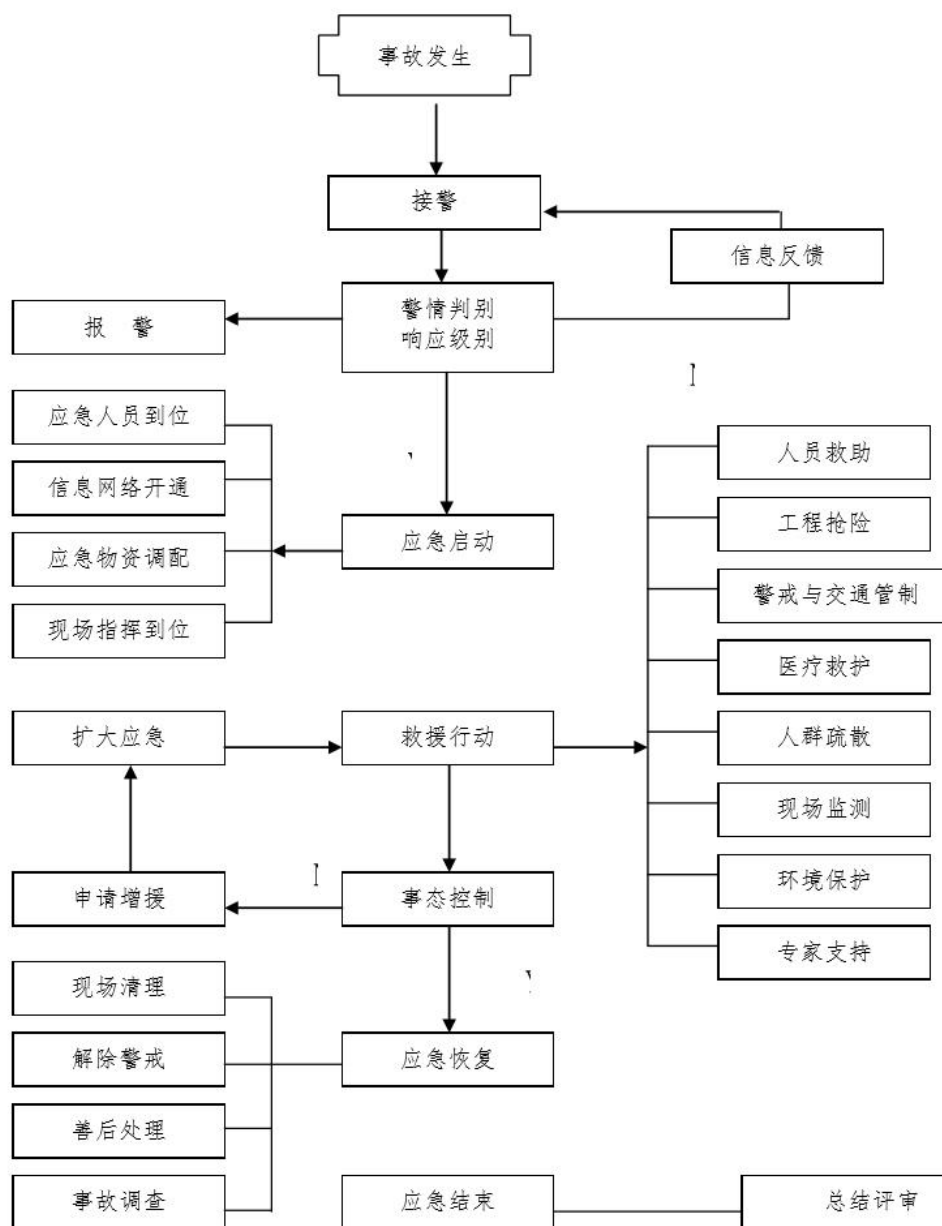 事故发生
接警
信息反馈
警情判别
响应级别
报 警
应急人员到位
信息网络开通
应急物资调配
现场指挥到位
应急启动
人员救助
工程抢险
警戒与交通管制
医疗救护
人群疏散
现场监测
环境保护
专家支持
扩大应急
救援行动
申请增援
事态控制
现场清理
解除警戒
善后处理
事故调查
应急恢复
应急结束
总结评审